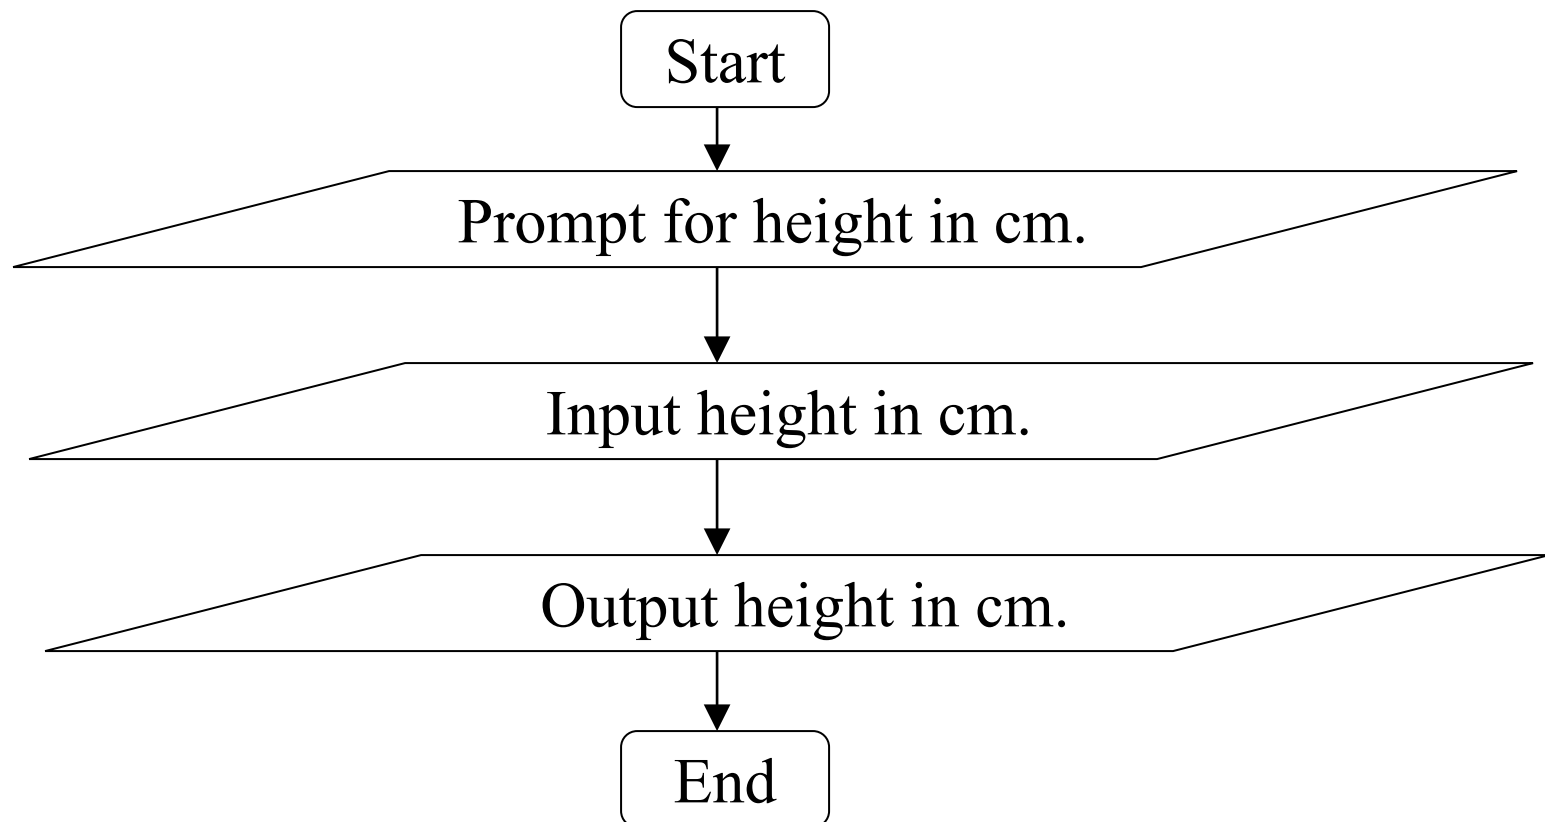 Start
Prompt for height in cm.
Input height in cm.
Output height in cm.
End